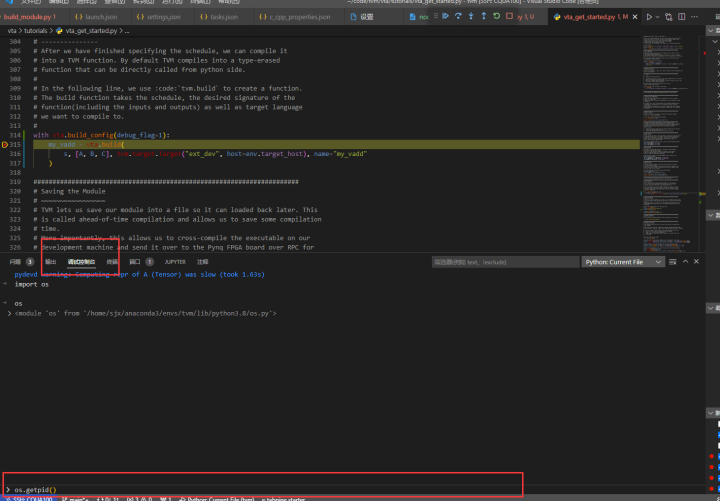 build_module.py 1
launch.json
settings.json
tasks.json
c_cpp_properties.json
设置
vta_get_started.py 1, M
vta > tutorials > vta_get_started.py > ...
304 # ---------------
305 # After we have finished specifying the schedule, we can compile it
306 # into a TVM function. By default TVM compiles into a type-erased
307 # function that can be directly called from python side.
308 #
309 # In the following line, we use :code:`tvm.build` to create a function.
310 # The build function takes the schedule, the desired signature of the
311 # function(including the inputs and outputs) as well as target language
312 # we want to compile to.
313 #
314 with vta.build_config(debug_flag=1):
315 my_vadd = vta.build(
316 s, [A, B, C], tvm.target.Target("ext_dev", host=env.target_host), name="my_vadd"
317 )
318
319 ######################################################################
320 # Saving the Module
321 # ~~~~~~~~~~~~~~~~~
322 # TVM lets us save our module into a file so it can loaded back later. This
323 # is called ahead-of-time compilation and allows us to save some compilation
324 # time.
325 # More importantly, this allows us to cross-compile the executable on our
326 # development machine and send it over to the Pynq FPGA board over RPC for
问题 3 输出 调试控制台 终端 端口 1 JUPYTER 注释
Python: Current File
pydevd warning: Computing repr of A (Tensor) was slow (took 1.03s)
import os
os
> <module 'os' from '/home/sjx/anaconda3/envs/tvm/lib/python3.8/os.py'>
> os.getpid()